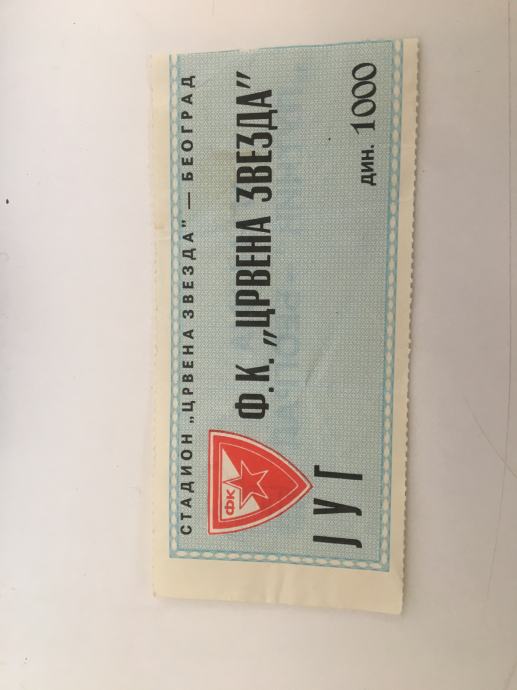 СТАДИОН „ЦРВЕНА ЗВЕЗДА” — БЕОГРАД
ФК
Ф.К. „ЦРВЕНА ЗВЕЗДА”
ЈУГ
ДИН. 1000